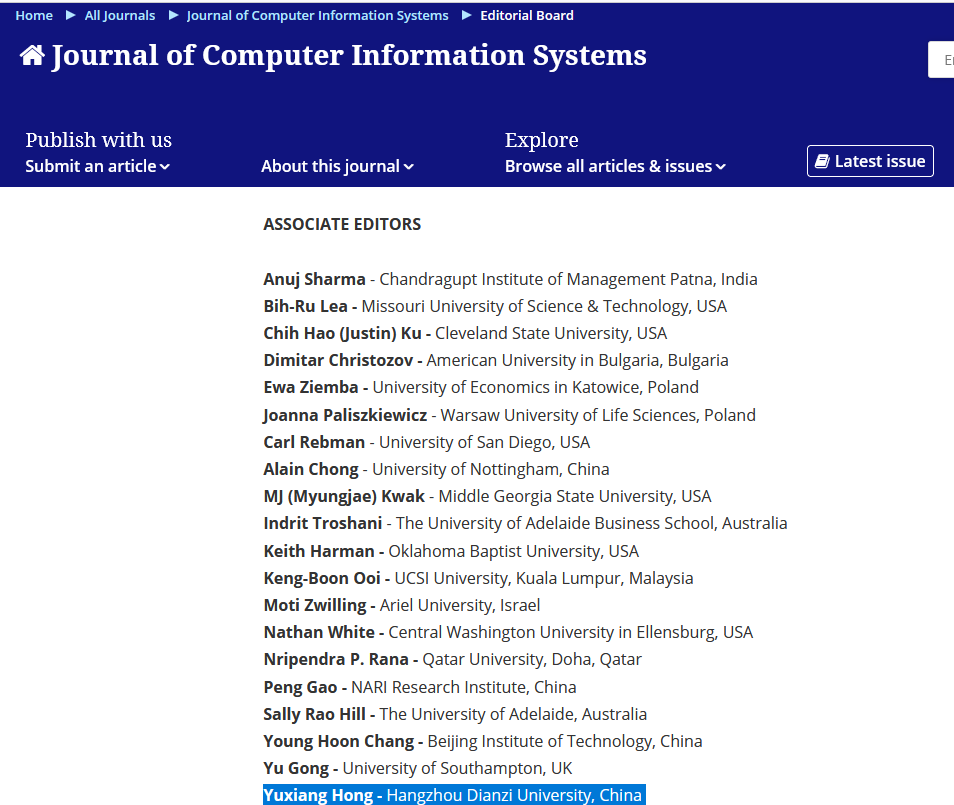 Home ▶ All Journals ▶ Journal of Computer Information Systems ▶ Editorial Board
Journal of Computer Information Systems
Publish with us
Explore
Submit an article
About this journal
Browse all articles & issues
Latest issue
ASSOCIATE EDITORS
Anuj Sharma - Chandragupt Institute of Management Patna, India
Bih-Ru Lea - Missouri University of Science & Technology, USA
Chih Hao (Justin) Ku - Cleveland State University, USA
Dimitar Christozov - American University in Bulgaria, Bulgaria
Ewa Ziemba - University of Economics in Katowice, Poland
Joanna Paliszkiewicz - Warsaw University of Life Sciences, Poland
Carl Rebman - University of San Diego, USA
Alain Chong - University of Nottingham, China
MJ (Myungjae) Kwak - Middle Georgia State University, USA
Indrit Troshani - The University of Adelaide Business School, Australia
Keith Harman - Oklahoma Baptist University, USA
Keng-Boon Ooi - UCSI University, Kuala Lumpur, Malaysia
Moti Zwilling - Ariel University, Israel
Nathan White - Central Washington University in Ellensburg, USA
Nripendra P. Rana - Qatar University, Doha, Qatar
Peng Gao - NARI Research Institute, China
Sally Rao Hill - The University of Adelaide, Australia
Young Hoon Chang - Beijing Institute of Technology, China
Yu Gong - University of Southampton, UK
Yuxiang Hong - Hangzhou Dianzi University, China